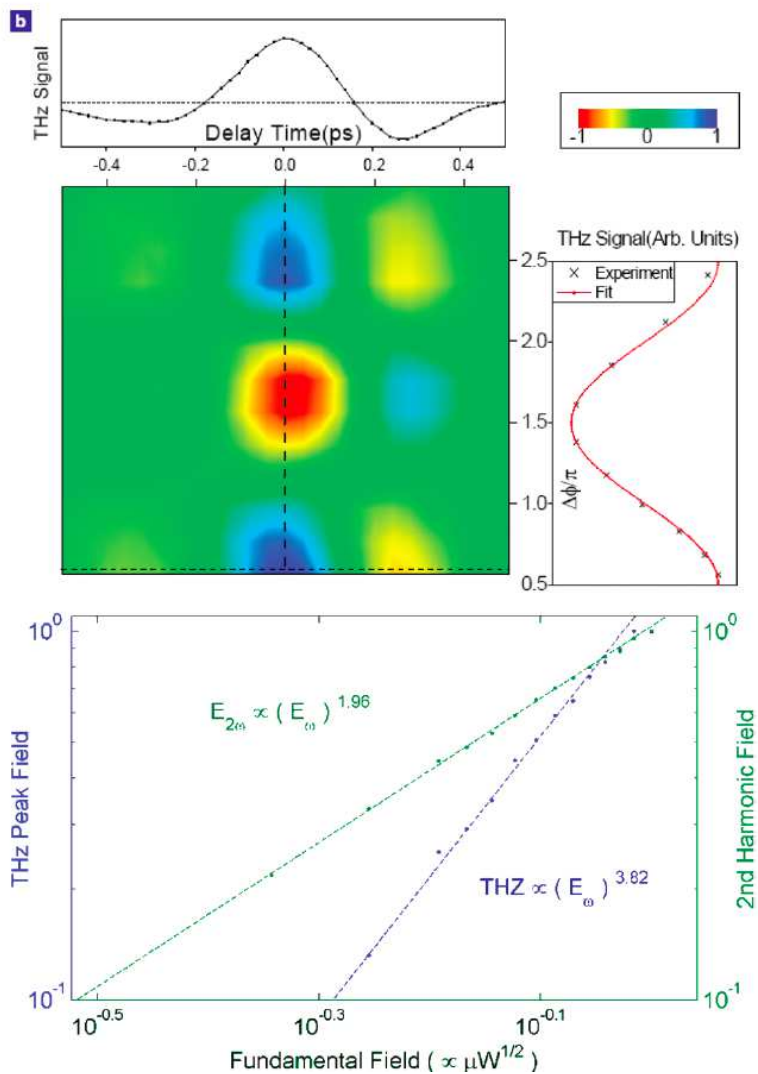 b
THz Signal
Delay Time(ps)
-0.4 -0.2 0.0 0.2 0.4
-1 0 1
THz Signal(Arb. Units)
× Experiment
Fit
2.5
2.0
1.5
1.0
0.5
Δϕ/π
10^0
10^-1
THz Peak Field
E_2ω ∝ ( E_ω ) ^1.96
THZ ∝ ( E_ω ) ^3.82
10^0
10^-1
2nd Harmonic Field
10^-0.5 10^-0.3 10^-0.1
Fundamental Field ( ∝ μW^1/2 )